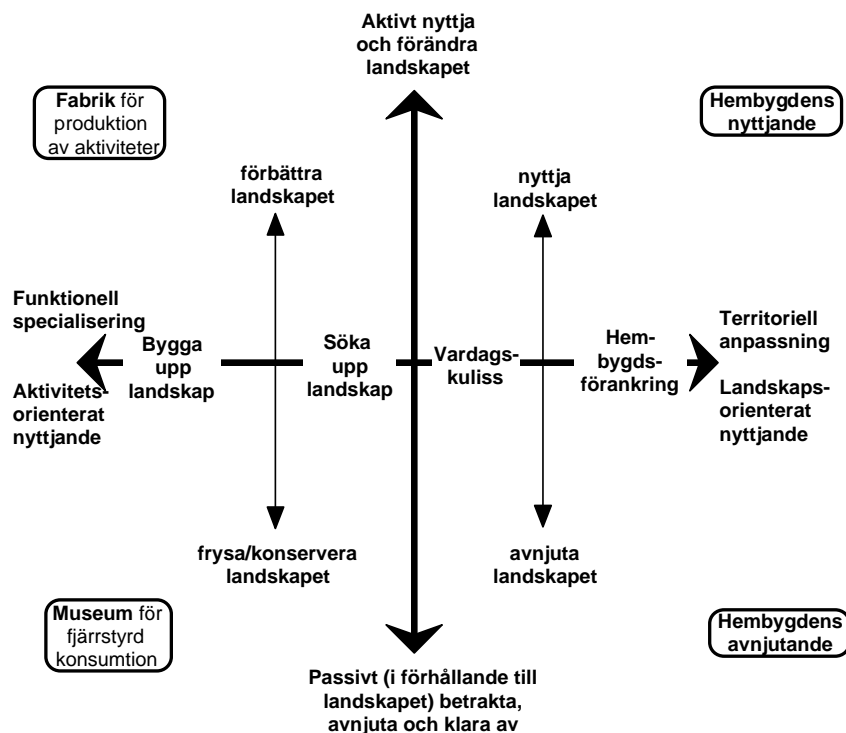 Aktivt nyttja
och förändra
landskapet
Fabrik för
produktion
av aktiviteter
Hembygdens
nyttjande
förbättra
landskapet
nyttja
landskapet
Funktionell
specialisering
Aktivitets-
orienterat
nyttjande
Bygga
upp
landskap
Söka
upp
landskap
Vardags-
kuliss
Hem-
bygds-
förankring
Territoriell
anpassning
Landskaps-
orienterat
nyttjande
frysa/konservera
landskapet
avnjuta
landskapet
Museum för
fjärrstyrd
konsumtion
Hembygdens
avnjutande
Passivt (i förhållande till
landskapet) betrakta,
avnjuta och klara av